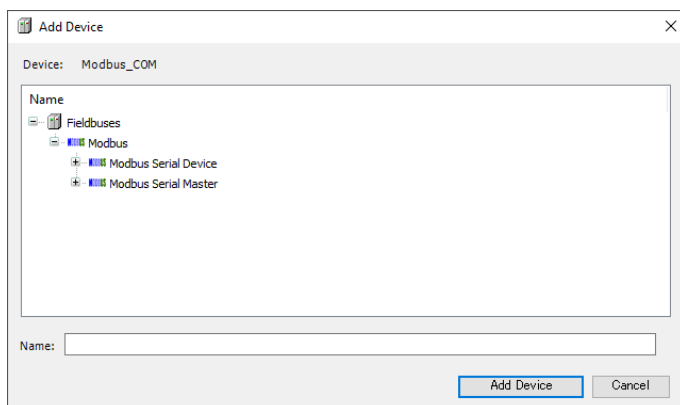 Add Device
Device: Modbus_COM
Name
Fieldbuses
Modbus
Modbus Serial Device
Modbus Serial Master
Name:
Add Device Cancel